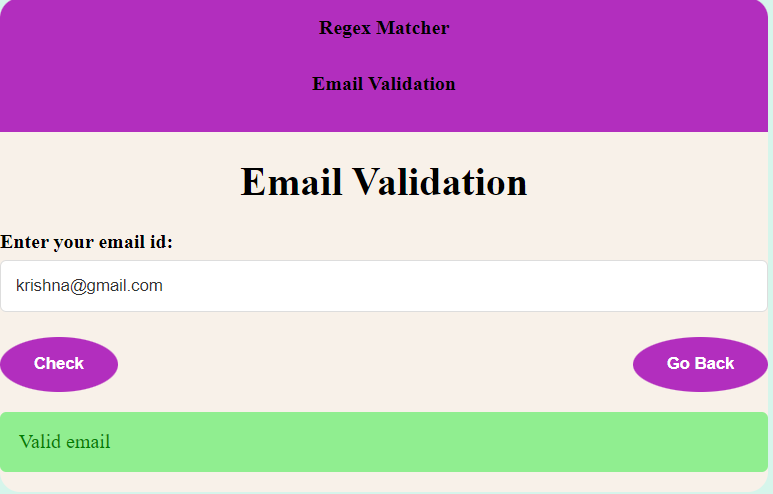 Regex Matcher
Email Validation
Email Validation
Enter your email id:
krishna@gmail.com
Check
Go Back
Valid email